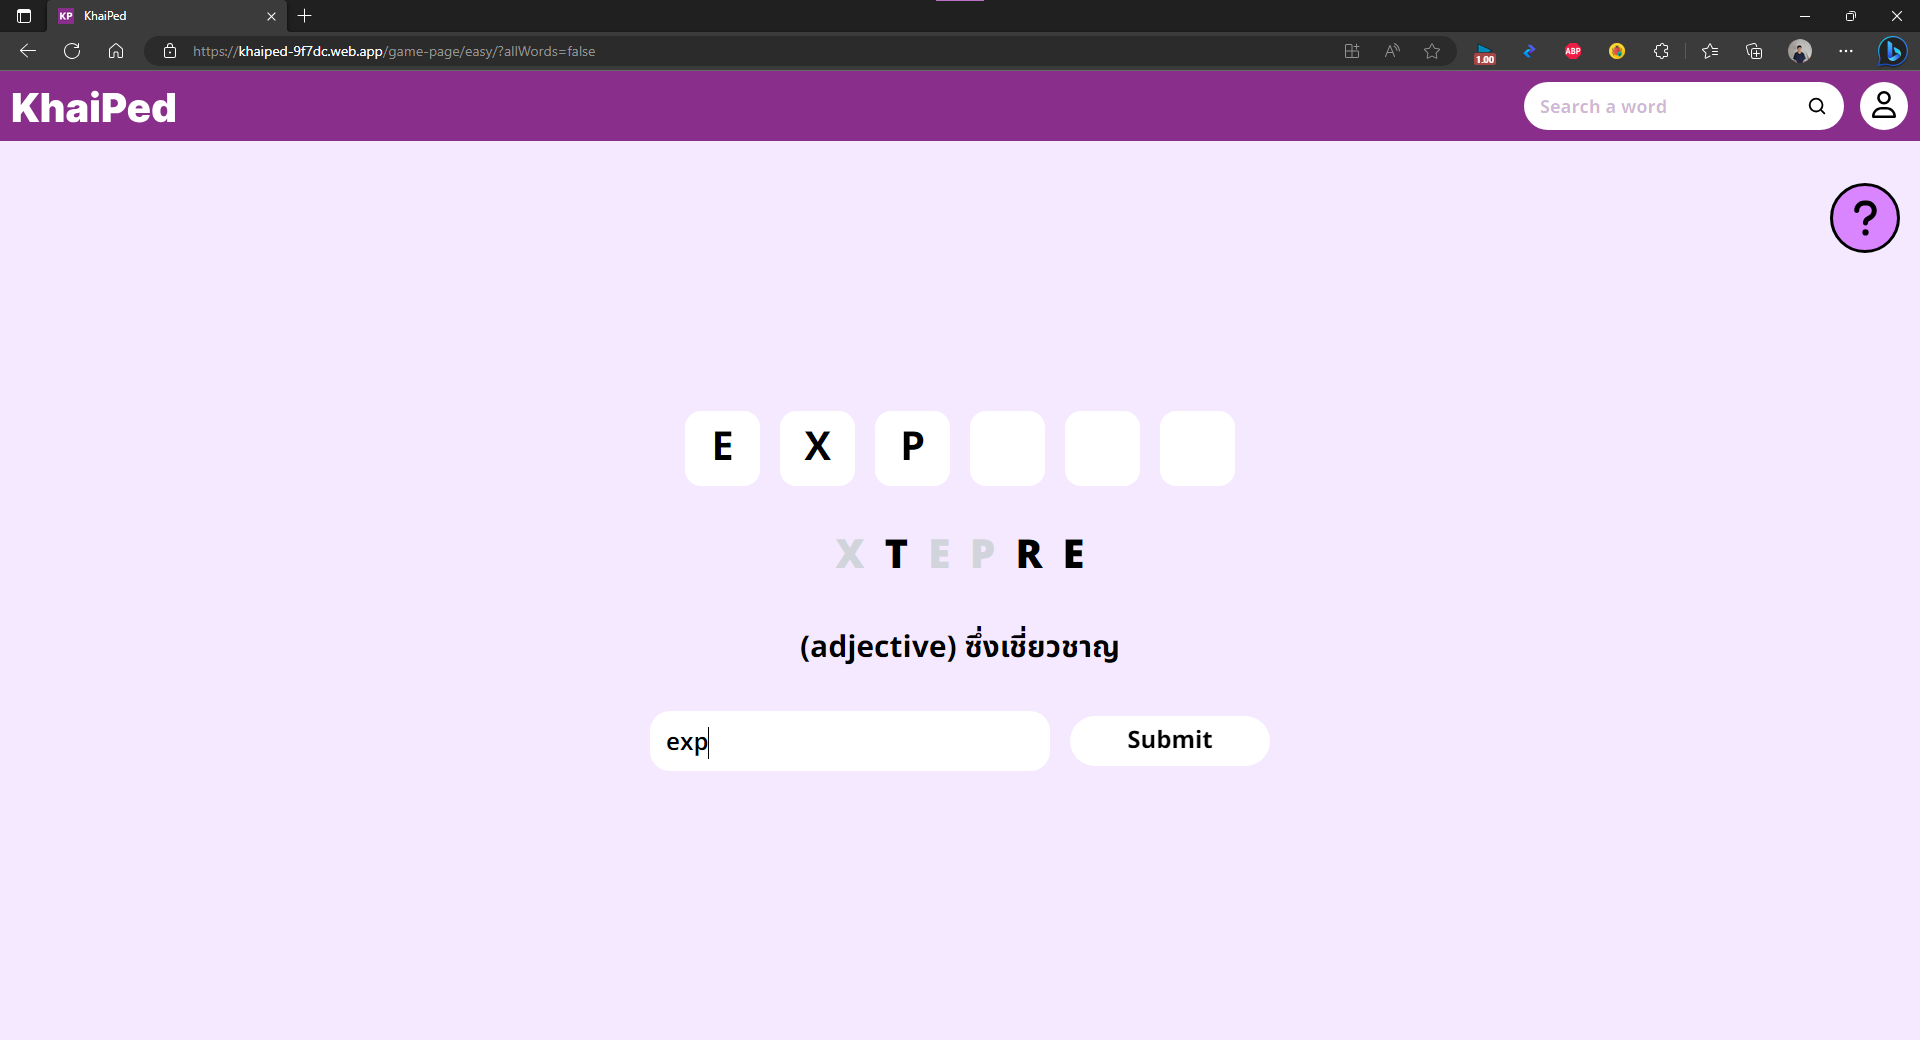 KP KhaiPed
https://khaiped-9f7dc.web.app/game-page/easy/?allWords=false
1.00
ABP
KhaiPed
Search a word
?
E X P
X T E P R E
(adjective) ซึ่งเชี่ยวชาญ
exp
Submit